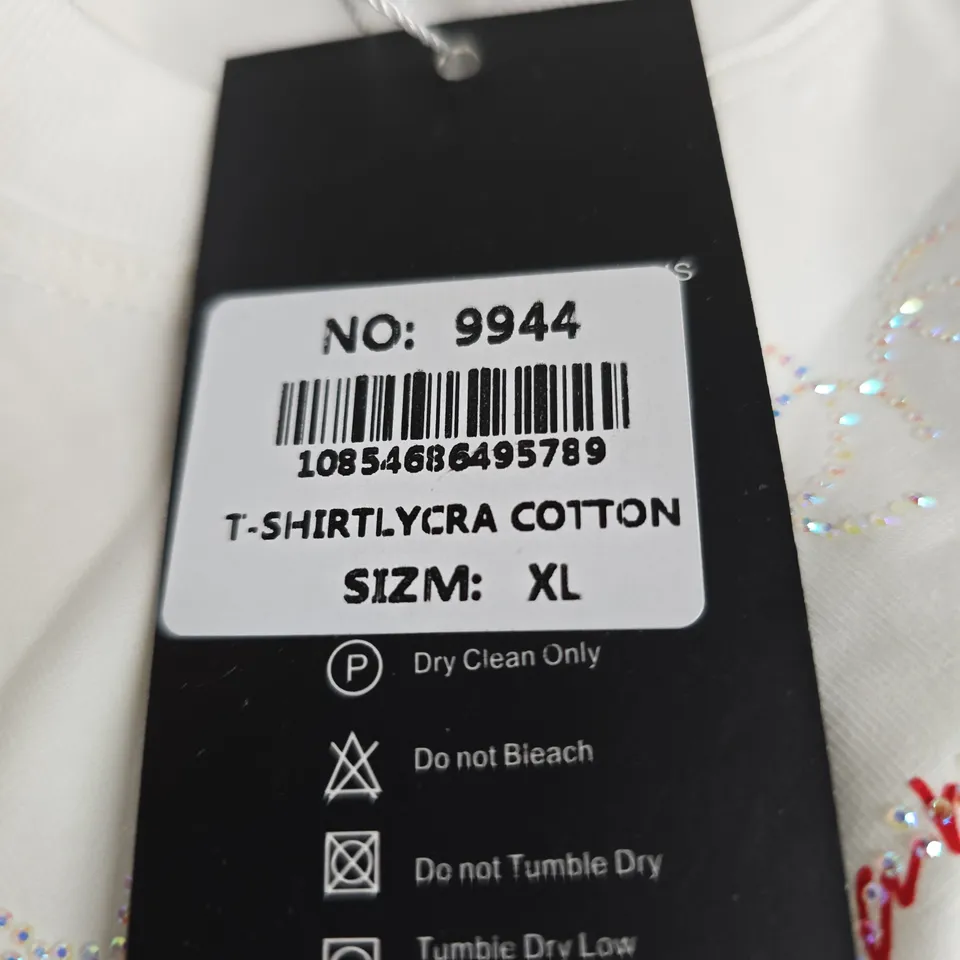 'S
NO: 9944
10854686495789
T-SHIRTLYCRA COTTON
SIZM: XL
P Dry Clean Only
Do not Bleach
Do not Tumble Dry
Tumble Dry Low